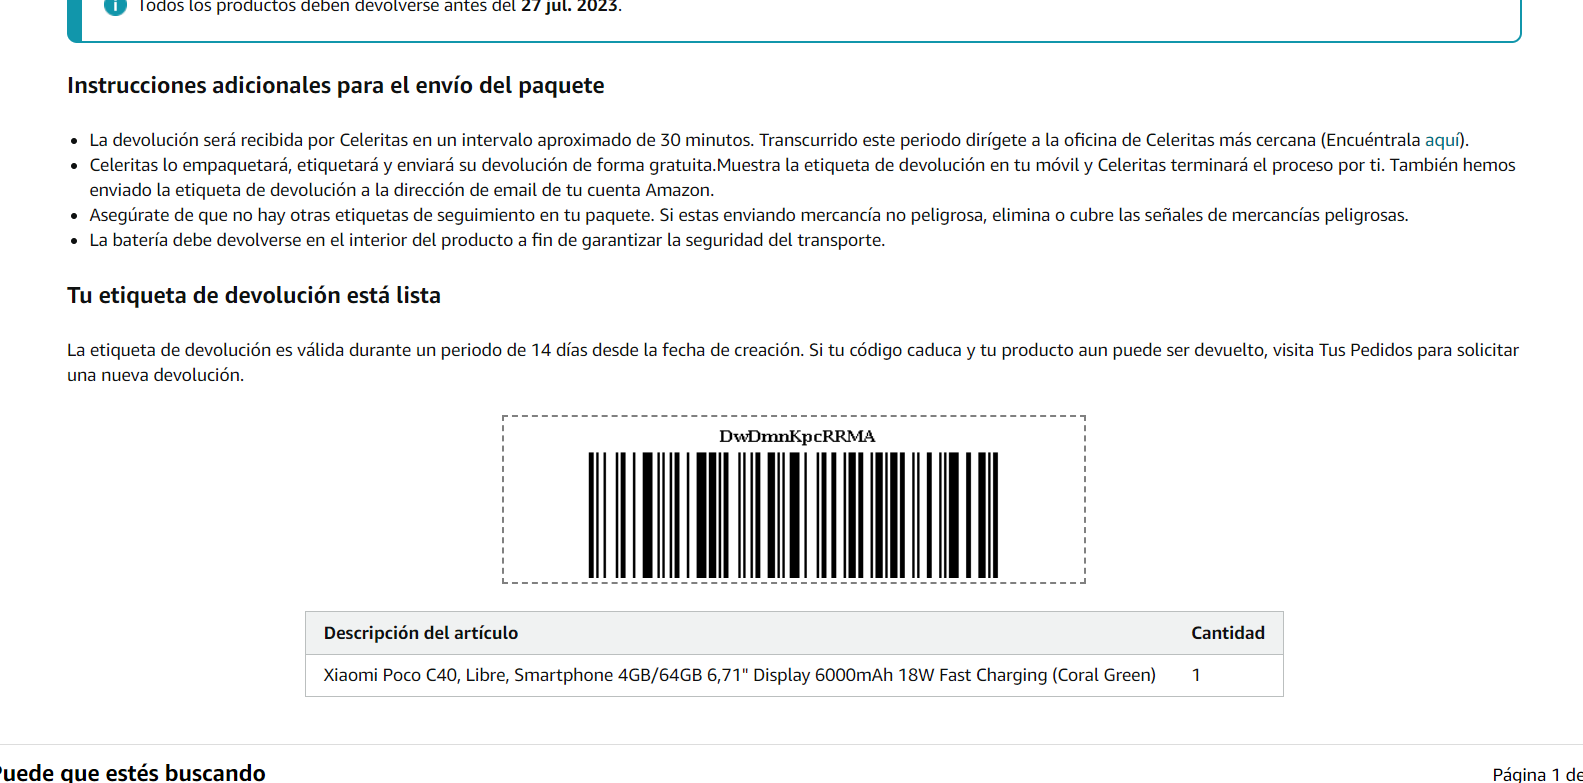 Todos los productos deben devolverse antes del 27 jul. 2023.
Instrucciones adicionales para el envío del paquete
La devolución será recibida por Celeritas en un intervalo aproximado de 30 minutos. Transcurrido este periodo dirígete a la oficina de Celeritas más cercana (Encuéntrala aquí).
Celeritas lo empaquetará, etiquetará y enviará su devolución de forma gratuita.Muestra la etiqueta de devolución en tu móvil y Celeritas terminará el proceso por ti. También hemos
enviado la etiqueta de devolución a la dirección de email de tu cuenta Amazon.
Asegúrate de que no hay otras etiquetas de seguimiento en tu paquete. Si estas enviando mercancía no peligrosa, elimina o cubre las señales de mercancías peligrosas.
La batería debe devolverse en el interior del producto a fin de garantizar la seguridad del transporte.
Tu etiqueta de devolución está lista
La etiqueta de devolución es válida durante un periodo de 14 días desde la fecha de creación. Si tu código caduca y tu producto aun puede ser devuelto, visita Tus Pedidos para solicitar
una nueva devolución.
DwDmnKpcRRMA
Descripción del artículo Cantidad
Xiaomi Poco C40, Libre, Smartphone 4GB/64GB 6,71" Display 6000mAh 18W Fast Charging (Coral Green) 1
Puede que estés buscando Página 1 de